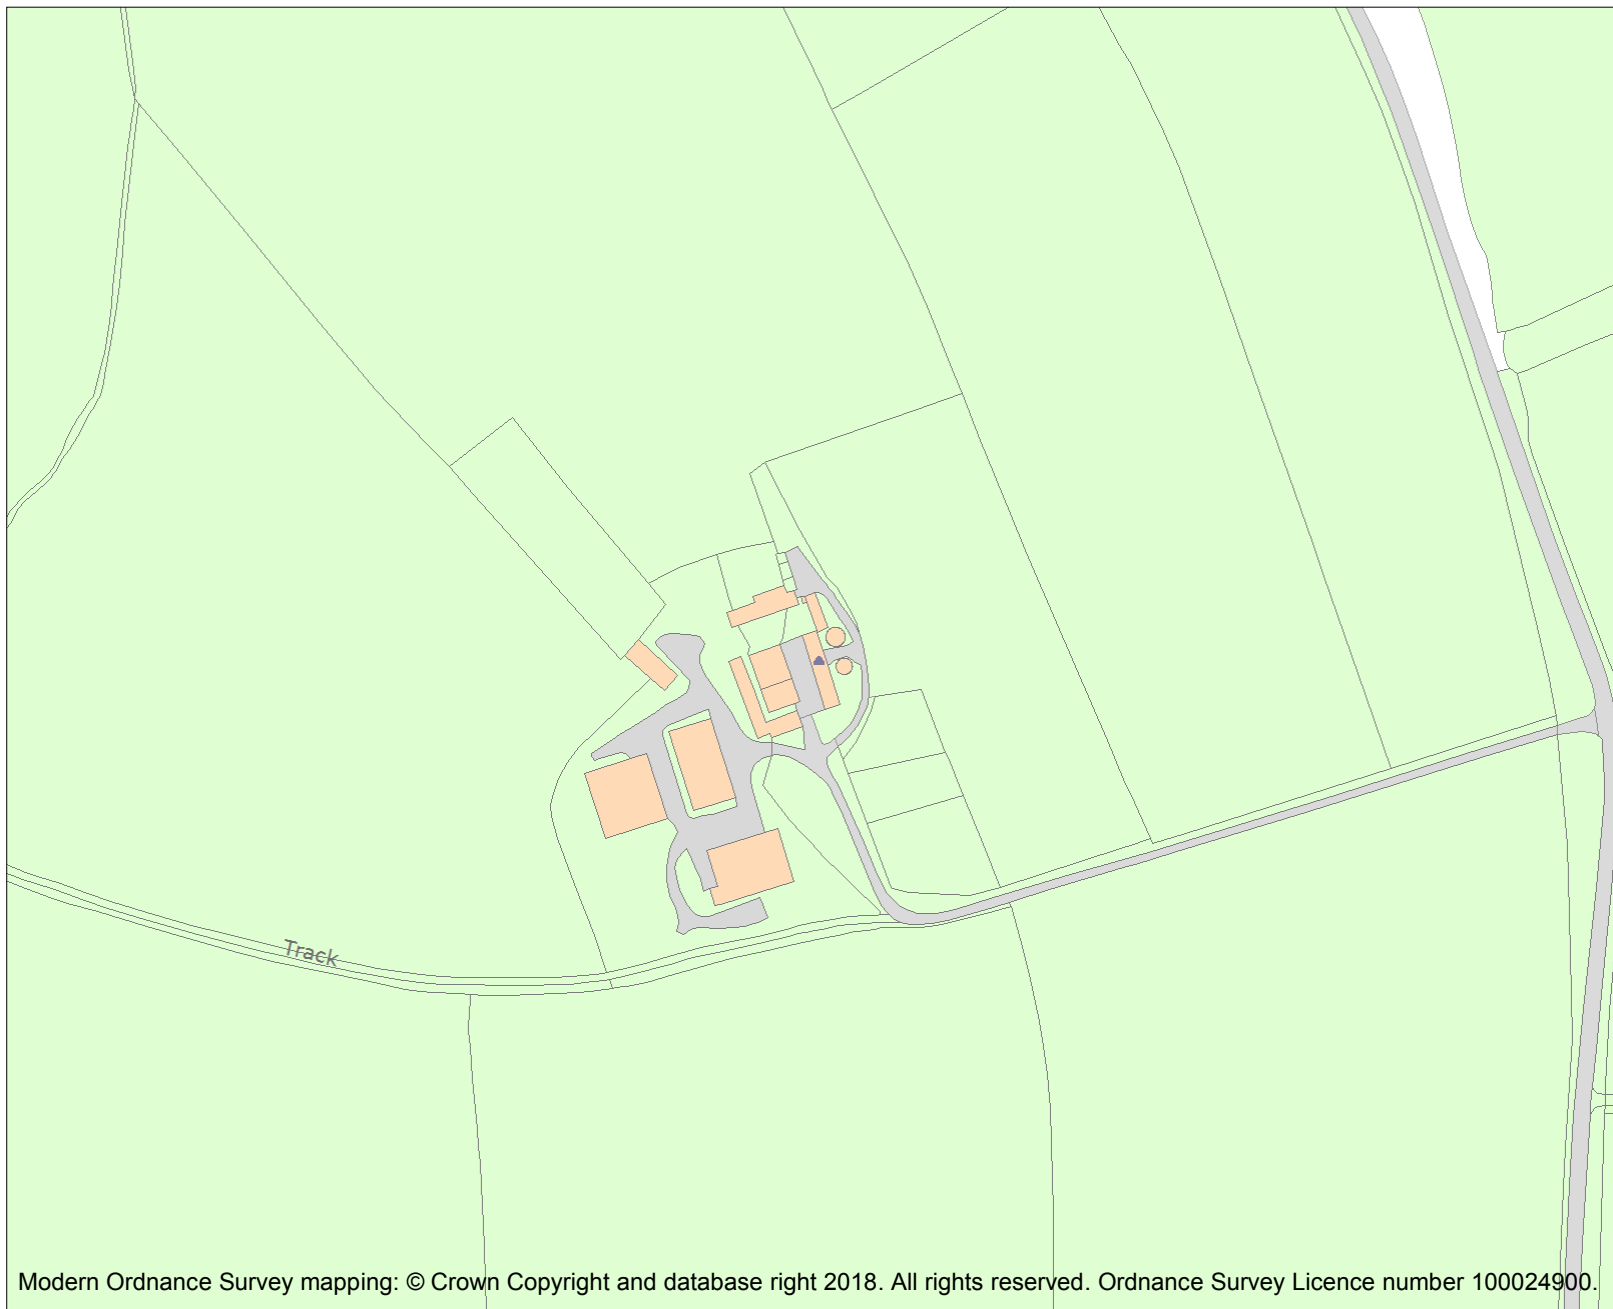 Track
Modern Ordnance Survey mapping: © Crown Copyright and database right 2018. All rights reserved. Ordnance Survey Licence number 100024900.